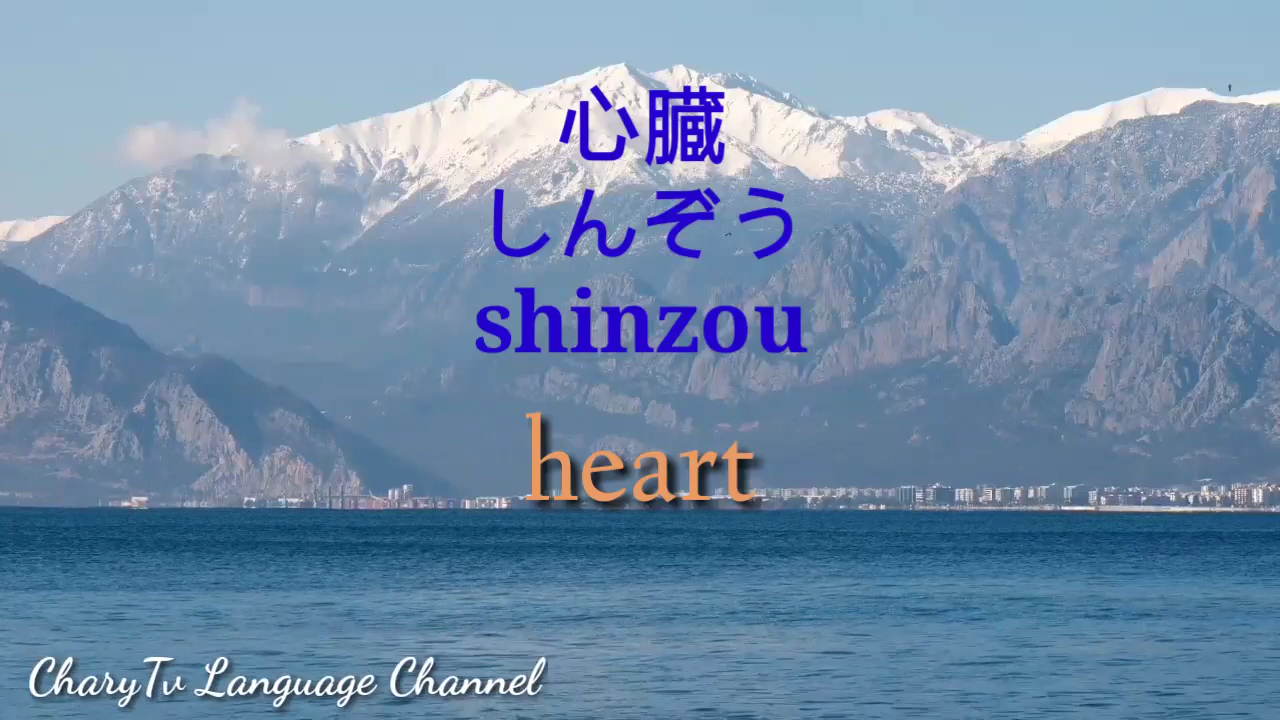 心臓
しんぞう
shinzou
heart
CharyTv Language Channel